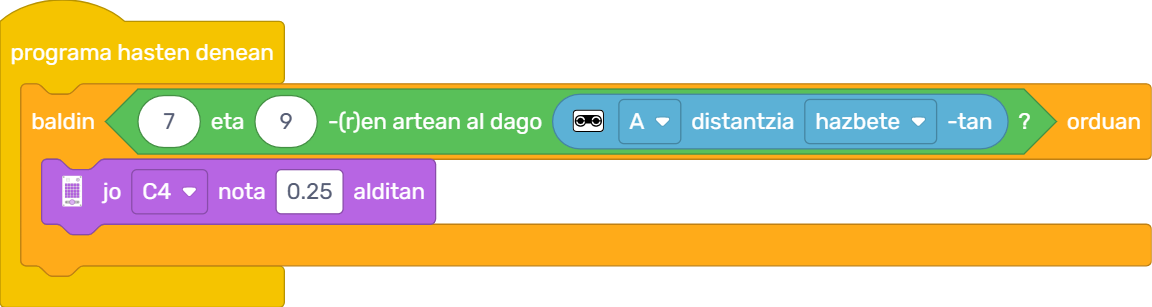 programa hasten denean
baldin 7 eta 9 -(r)en artean al dago A distantzia hazbete -tan ? orduan
jo C4 nota 0.25 alditan